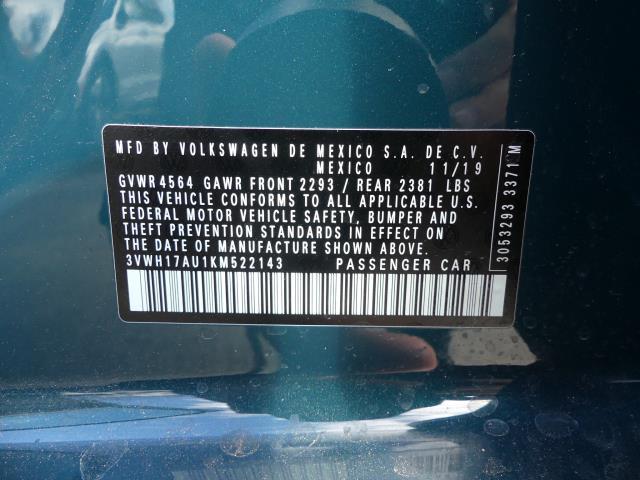 MFD BY VOLKSWAGEN DE MEXICO S.A. DE C.V.
MEXICO 11/19
GVWR 4564 GAWR FRONT 2293 / REAR 2381 LBS
THIS VEHICLE CONFORMS TO ALL APPLICABLE U.S.
FEDERAL MOTOR VEHICLE SAFETY, BUMPER AND
THEFT PREVENTION STANDARDS IN EFFECT ON
THE DATE OF MANUFACTURE SHOWN ABOVE.
3VWH17AU1KM522143 PASSENGER CAR
3053293 3371 M